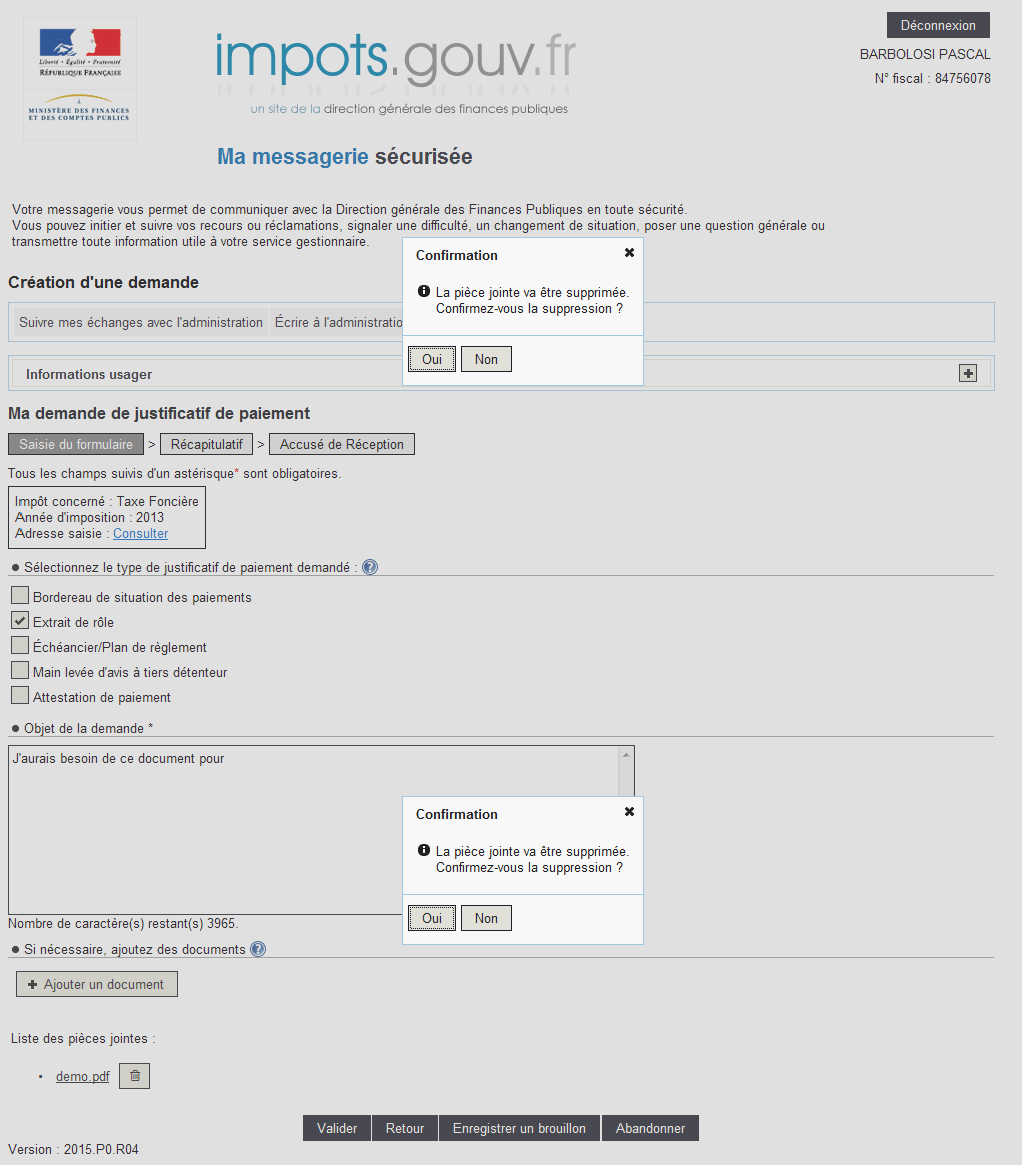 Liberté • Égalité • Fraternité
RÉPUBLIQUE FRANÇAISE
MINISTÈRE DES FINANCES
ET DES COMPTES PUBLICS
impots.gouv.fr
un site de la direction générale des finances publiques
Déconnexion
BARBOLOSI PASCAL
N° fiscal : 84756078
Ma messagerie sécurisée
Votre messagerie vous permet de communiquer avec la Direction générale des Finances Publiques en toute sécurité.
Vous pouvez initier et suivre vos recours ou réclamations, signaler une difficulté, un changement de situation, poser une question générale ou
transmettre toute information utile à votre service gestionnaire.
Confirmation
La pièce jointe va être supprimée.
Confirmez-vous la suppression ?
Oui Non
Création d'une demande
Suivre mes échanges avec l'administration Écrire à l'administratio
Informations usager
Ma demande de justificatif de paiement
Saisie du formulaire > Récapitulatif > Accusé de Réception
Tous les champs suivis d'un astérisque* sont obligatoires.
Impôt concerné : Taxe Foncière
Année d'imposition : 2013
Adresse saisie : Consulter
Sélectionnez le type de justificatif de paiement demandé :
Bordereau de situation des paiements
Extrait de rôle
Échéancier/Plan de règlement
Main levée d'avis à tiers détenteur
Attestation de paiement
Objet de la demande *
J'aurais besoin de ce document pour
Confirmation
La pièce jointe va être supprimée.
Confirmez-vous la suppression ?
Oui Non
Nombre de caractère(s) restant(s) 3965.
Si nécessaire, ajoutez des documents
Ajouter un document
Liste des pièces jointes :
demo.pdf
Valider Retour Enregistrer un brouillon Abandonner
Version : 2015.P0.R04